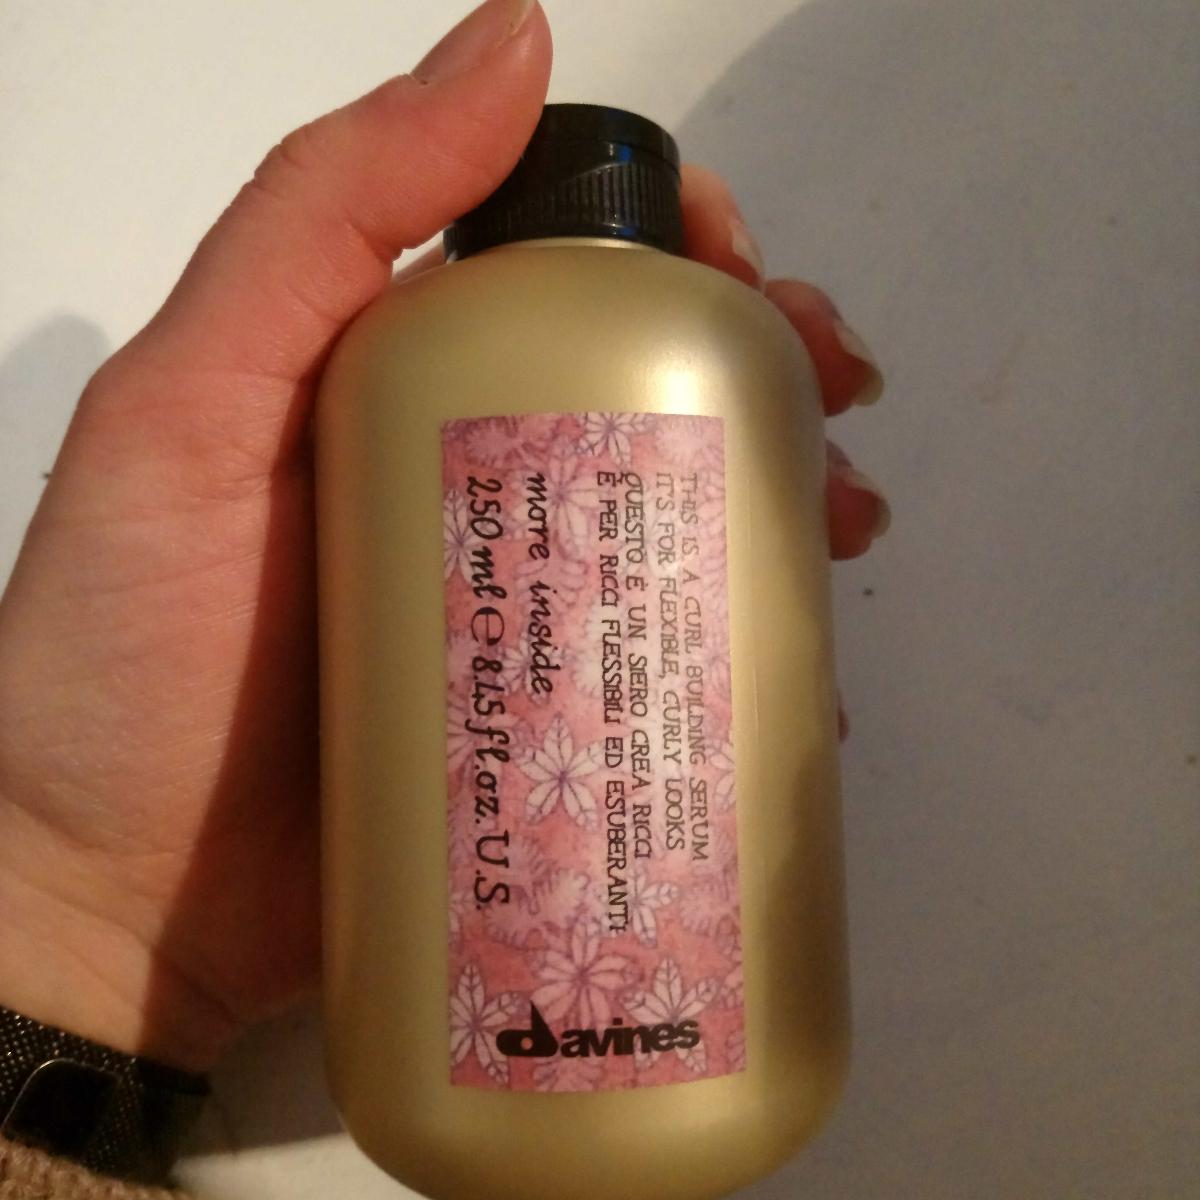 THIS IS A CURL BUILDING SERUM
IT'S FOR FLEXIBLE, CURLY LOOKS
QUESTO È UN SIERO CREA RICCI
È PER RICCI FLESSIBILI ED ESUBERANTI
more inside
250 ml ℮ 8.45 fl.oz.U.S.
davines